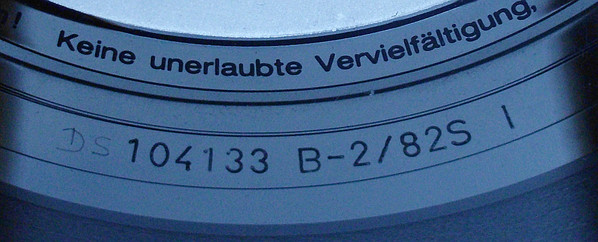 ! Keine unerlaubte Vervielfältigung,
DS 104133 B-2/82S I